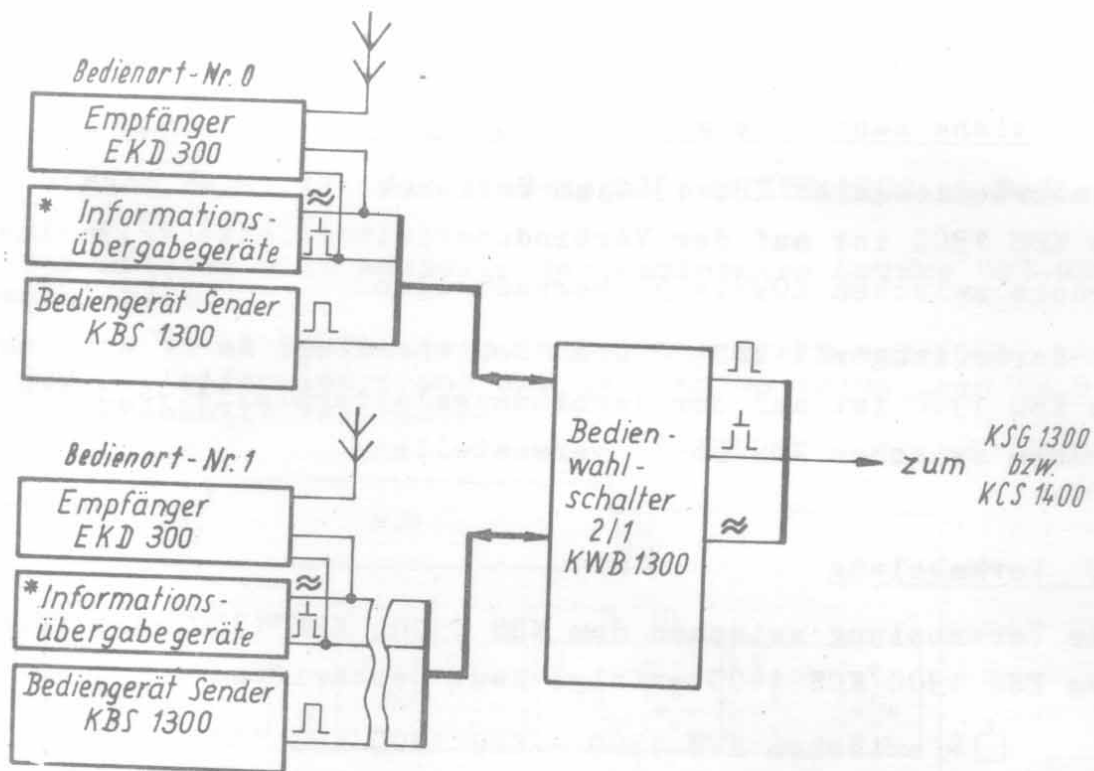 Bedienort-Nr. 0
Empfänger
EKD 300
* Informations-
übergabegeräte
Bediengerät Sender
KBS 1300
Bedienort-Nr. 1
Empfänger
EKD 300
* Informations-
übergabegeräte
Bediengerät Sender
KBS 1300
Bedien-
wahl-
schalter
2/1
KWB 1300
zum
KSG 1300
bzw.
KCS 1400